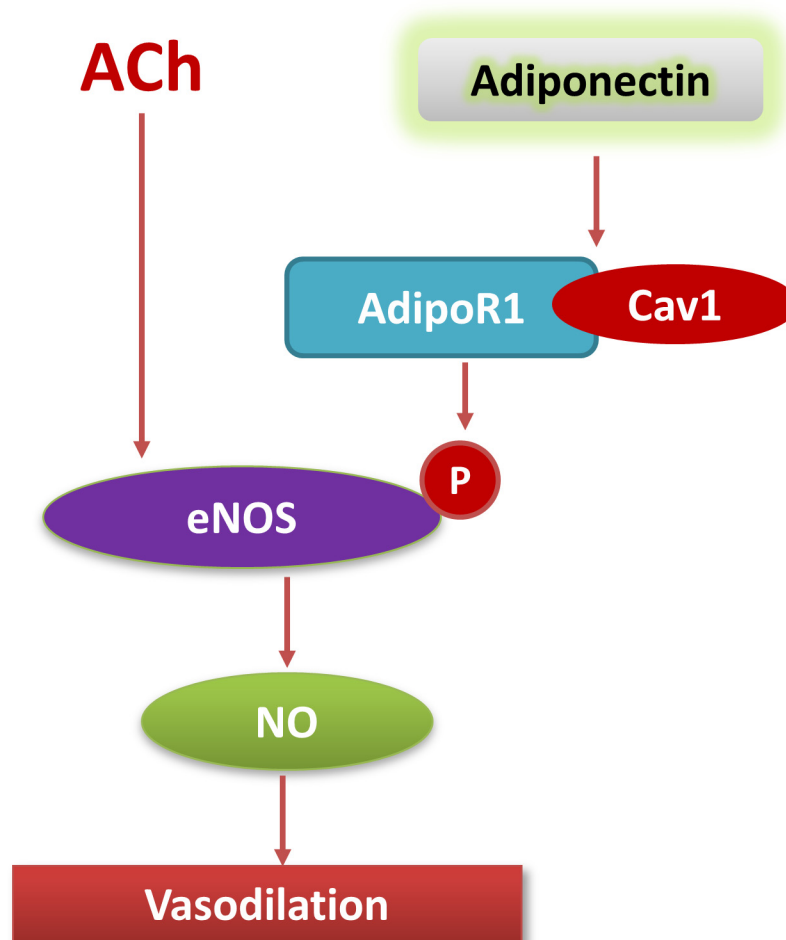 ACh
Adiponectin
AdipoR1
Cav1
P
eNOS
NO
Vasodilation